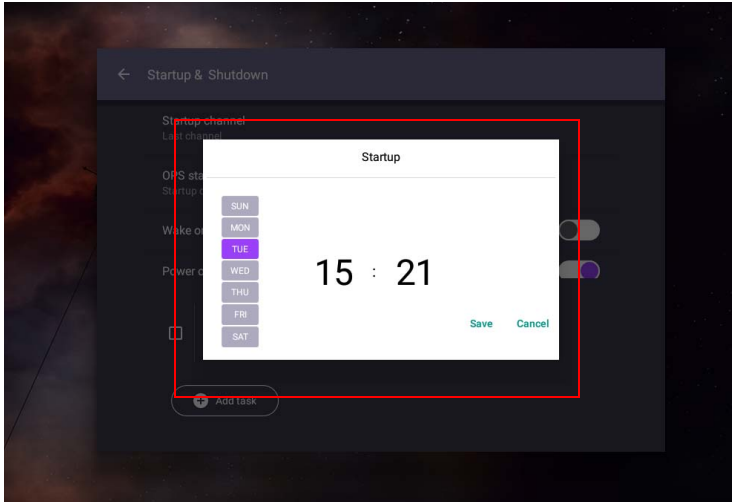 Startup & Shutdown
Startup channel
Last channel
Startup
OPS sta
Startup
SUN
Wake o
MON
TUE
Power o
WED
15 : 21
THU
FRI
Save Cancel
SAT
Add task